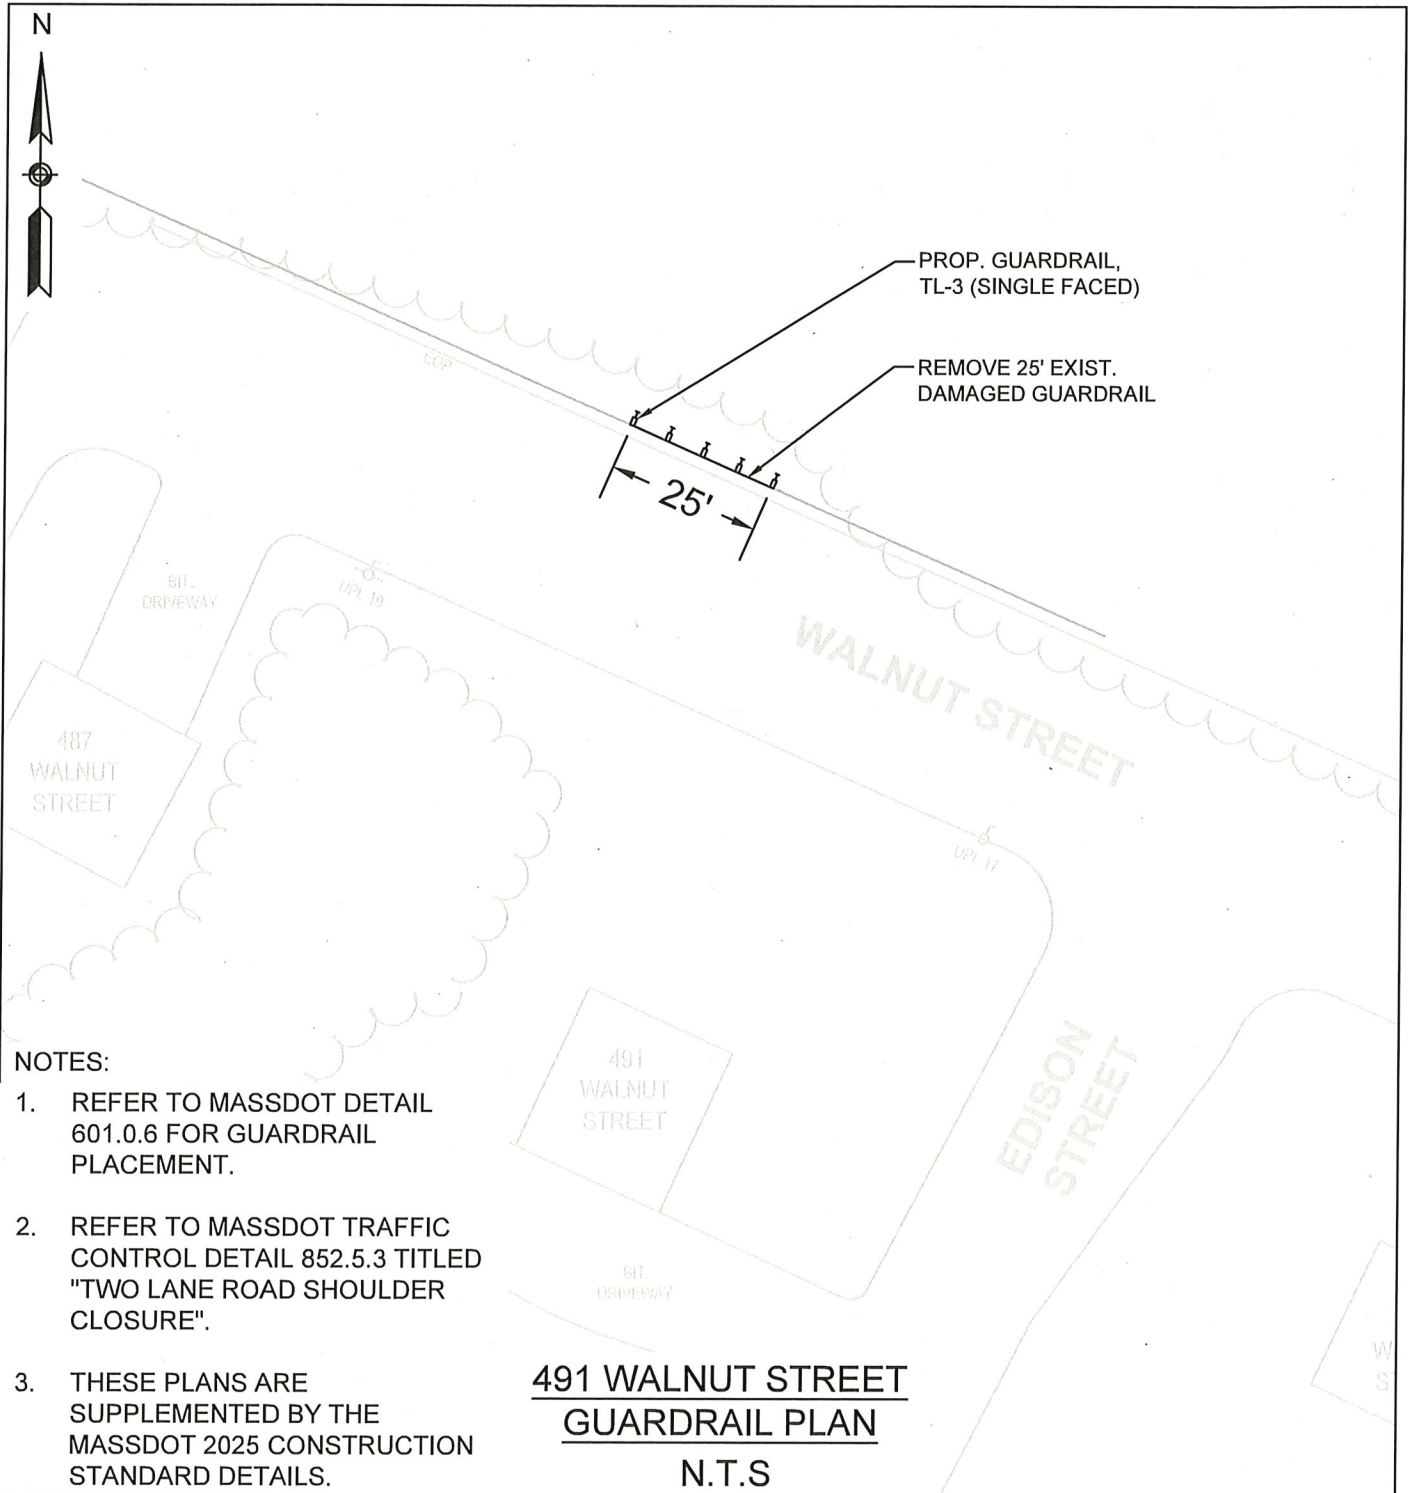 N
PROP. GUARDRAIL,
TL-3 (SINGLE FACED)
REMOVE 25' EXIST.
DAMAGED GUARDRAIL
EOP
25'
BIT.
DRIVEWAY
UPL 19
WALNUT STREET
487
WALNUT
STREET
UPL 17
491
WALNUT
STREET
EDISON
STREET
BIT.
DRIVEWAY
W
S
NOTES:
1. REFER TO MASSDOT DETAIL
601.0.6 FOR GUARDRAIL
PLACEMENT.
2. REFER TO MASSDOT TRAFFIC
CONTROL DETAIL 852.5.3 TITLED
"TWO LANE ROAD SHOULDER
CLOSURE".
3. THESE PLANS ARE
SUPPLEMENTED BY THE
MASSDOT 2025 CONSTRUCTION
STANDARD DETAILS.
491 WALNUT STREET
GUARDRAIL PLAN
N.T.S